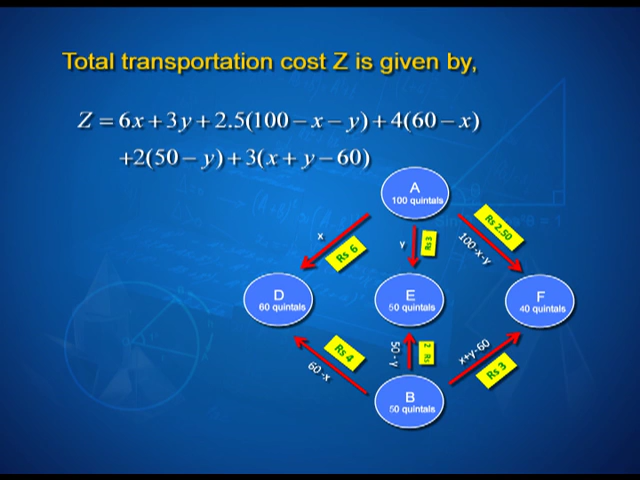 Total transportation cost Z is given by,
Z = 6x + 3y + 2.5(100 − x − y) + 4(60 − x)
+2(50 − y) + 3(x + y − 60)
A
100 quintals
x
Rs 6
y
Rs 3
Rs 2.50
100-x-y
D
60 quintals
E
50 quintals
F
40 quintals
Rs 4
60 -x
50 - y
2 Rs
x+y-60
Rs 3
B
50 quintals